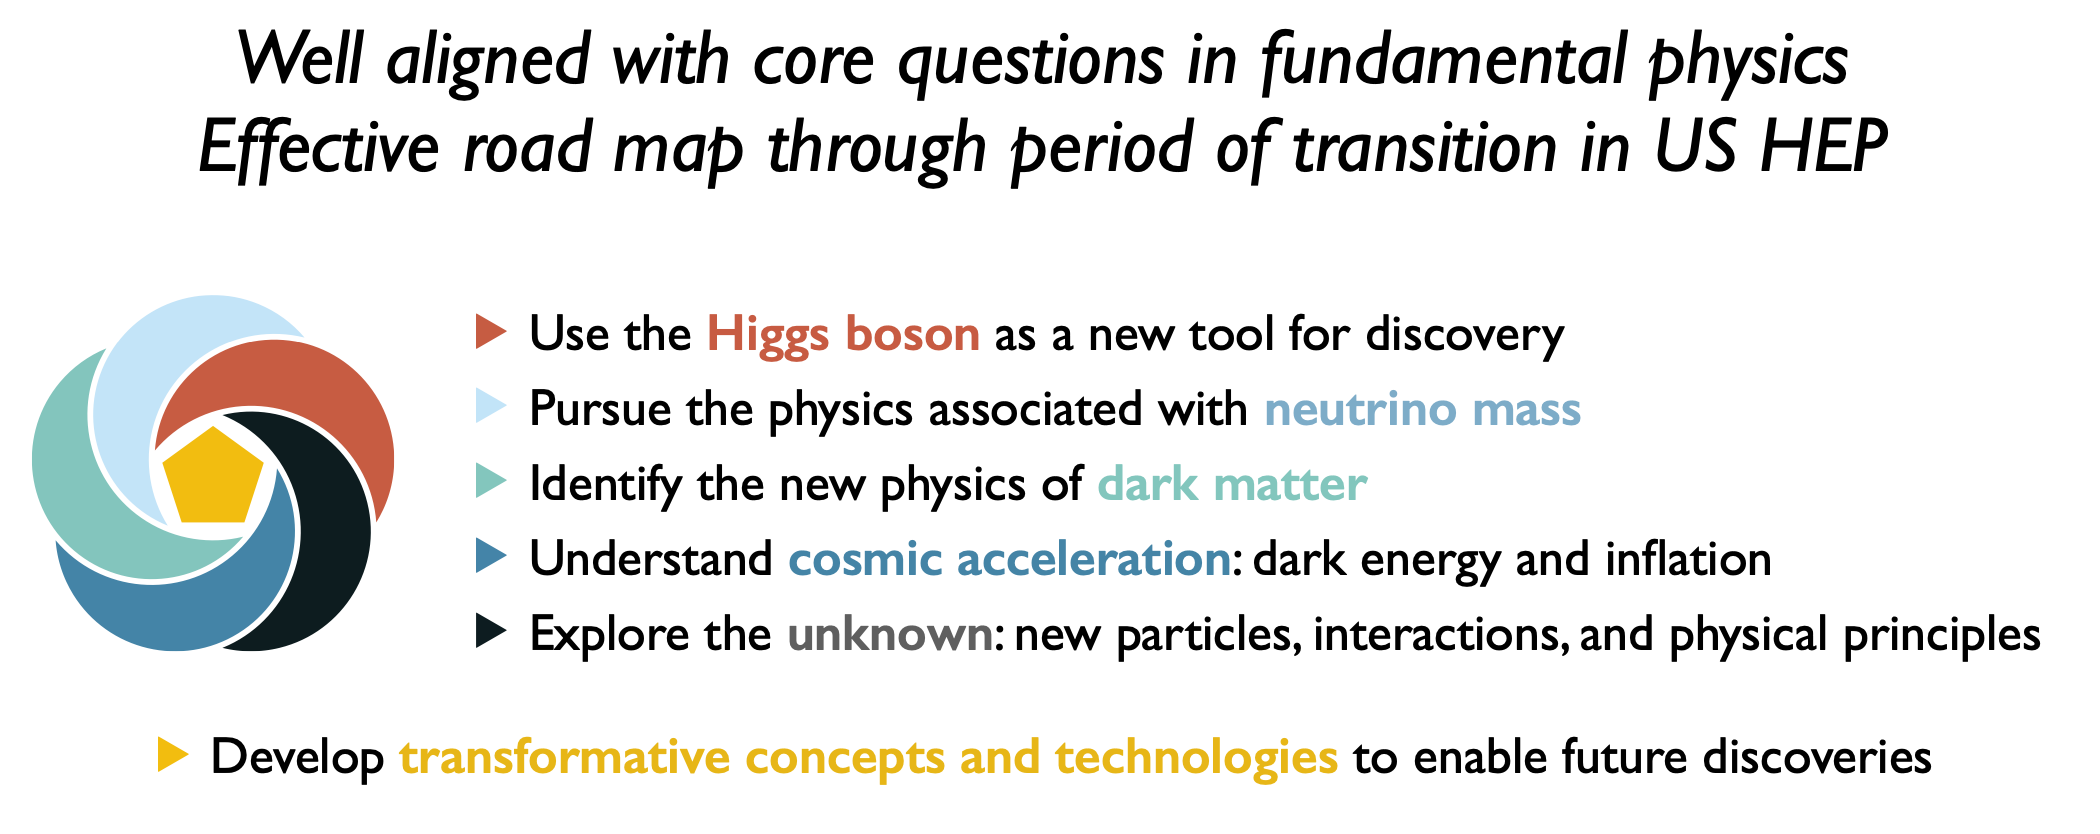 Well aligned with core questions in fundamental physics
Effective road map through period of transition in US HEP
Use the Higgs boson as a new tool for discovery
Pursue the physics associated with neutrino mass
Identify the new physics of dark matter
Understand cosmic acceleration: dark energy and inflation
Explore the unknown: new particles, interactions, and physical principles
Develop transformative concepts and technologies to enable future discoveries